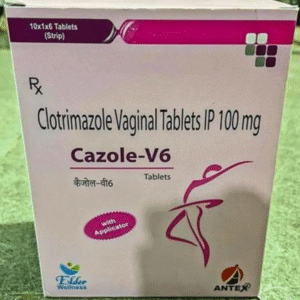 10x1x6 Tablets
(Strip)
Rx
Clotrimazole Vaginal Tablets IP 100 mg
Cazole-V6
Tablets
कैजोल-वी6
with
Applicator
Elder
Wellness
ANTEX